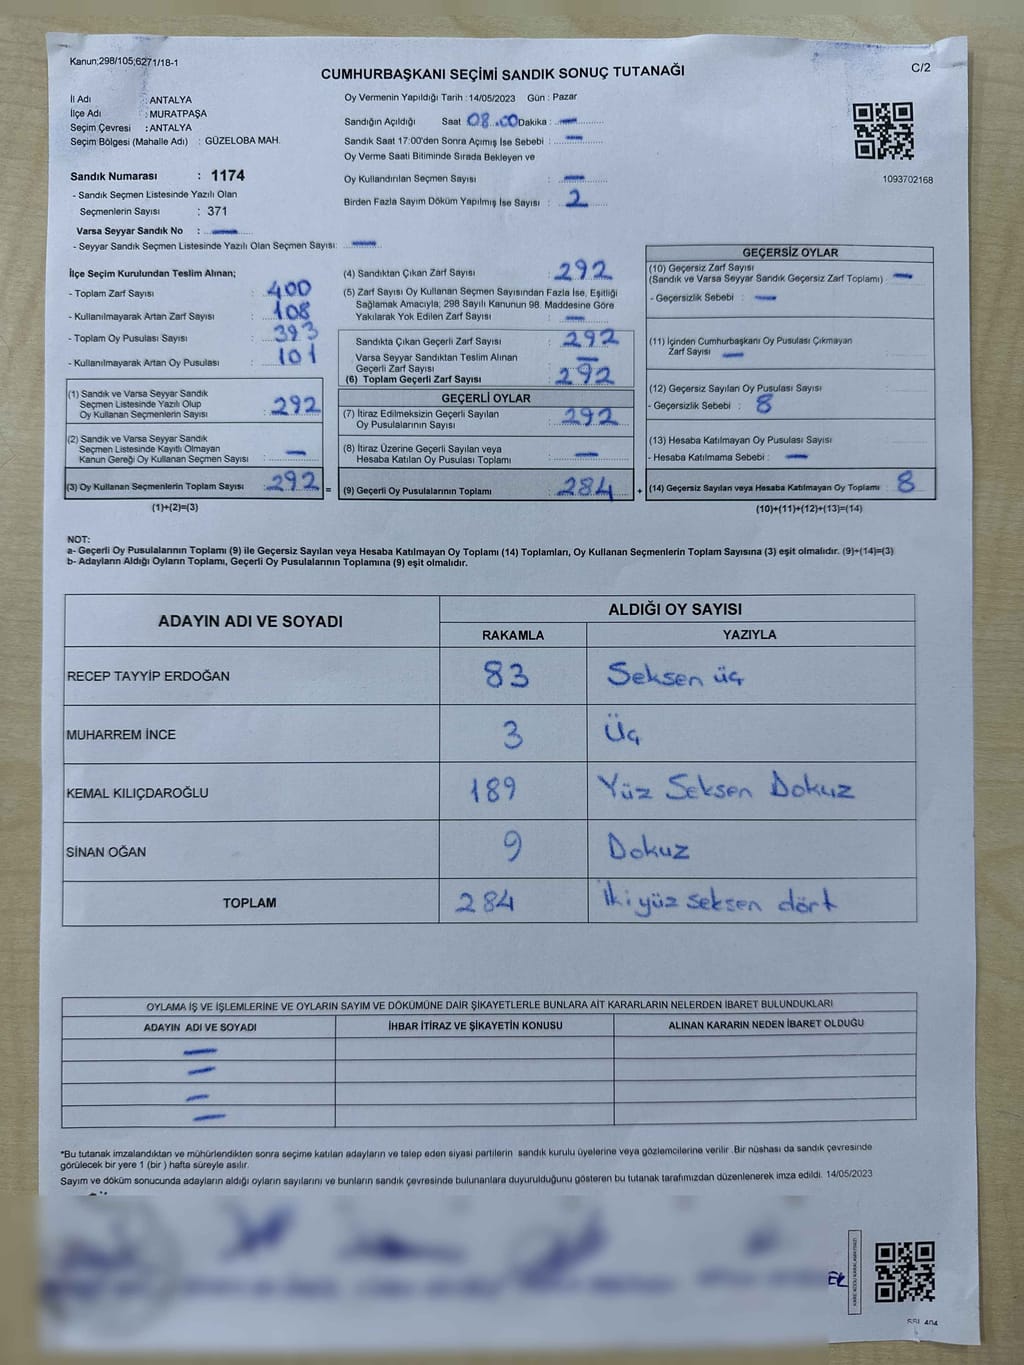 Kanun;298/105;6271/18-1
CUMHURBAŞKANI SEÇİMİ SANDIK SONUÇ TUTANAĞI
C/2
İl Adı : ANTALYA
İlçe Adı : MURATPAŞA
Seçim Çevresi : ANTALYA
Seçim Bölgesi (Mahalle Adı) : GÜZELOBA MAH.
Oy Vermenin Yapıldığı Tarih : 14/05/2023 Gün : Pazar
Sandığın Açıldığı Saat 08.00 Dakika : —
Sandık Saat 17:00'den Sonra Açılmış İse Sebebi : —
Oy Verme Saati Bitiminde Sırada Bekleyen ve
Oy Kullandırılan Seçmen Sayısı : —
Birden Fazla Sayım Döküm Yapılmış İse Sayısı : 2
1093702168
Sandık Numarası : 1174
- Sandık Seçmen Listesinde Yazılı Olan
Seçmenlerin Sayısı : 371
Varsa Seyyar Sandık No : —
- Seyyar Sandık Seçmen Listesinde Yazılı Olan Seçmen Sayısı: —
İlçe Seçim Kurulundan Teslim Alınan;
- Toplam Zarf Sayısı : 400
- Kullanılmayarak Artan Zarf Sayısı : 108
- Toplam Oy Pusulası Sayısı : 393
- Kullanılmayarak Artan Oy Pusulası : 101
(1) Sandık ve Varsa Seyyar Sandık
Seçmen Listesinde Yazılı Olup
Oy Kullanan Seçmenlerin Sayısı : 292
(2) Sandık ve Varsa Seyyar Sandık
Seçmen Listesinde Kayıtlı Olmayan
Kanun Gereği Oy Kullanan Seçmen Sayısı : —
(3) Oy Kullanan Seçmenlerin Toplam Sayısı : 292 =
(1)+(2)=(3)
(4) Sandıktan Çıkan Zarf Sayısı : 292
(5) Zarf Sayısı Oy Kullanan Seçmen Sayısından Fazla İse, Eşitliği
Sağlamak Amacıyla, 298 Sayılı Kanunun 98. Maddesine Göre
Yakılarak Yok Edilen Zarf Sayısı : —
Sandıkta Çıkan Geçerli Zarf Sayısı : 292
Varsa Seyyar Sandıktan Teslim Alınan
Geçerli Zarf Sayısı : —
(6) Toplam Geçerli Zarf Sayısı : 292
GEÇERLİ OYLAR
(7) İtiraz Edilmeksizin Geçerli Sayılan
Oy Pusulalarının Sayısı : 292
(8) İtiraz Üzerine Geçerli Sayılan veya
Hesaba Katılan Oy Pusulası Toplamı : —
(9) Geçerli Oy Pusulalarının Toplamı : 284 +
GEÇERSİZ OYLAR
(10) Geçersiz Zarf Sayısı
(Sandık ve Varsa Seyyar Sandık Geçersiz Zarf Toplamı) —
- Geçersizlik Sebebi : —
(11) İçinden Cumhurbaşkanı Oy Pusulası Çıkmayan
Zarf Sayısı —
(12) Geçersiz Sayılan Oy Pusulası Sayısı
- Geçersizlik Sebebi : 8
(13) Hesaba Katılmayan Oy Pusulası Sayısı
- Hesaba Katılmama Sebebi : —
(14) Geçersiz Sayılan veya Hesaba Katılmayan Oy Toplamı : 8
(10)+(11)+(12)+(13)=(14)
NOT:
a- Geçerli Oy Pusulalarının Toplamı (9) ile Geçersiz Sayılan veya Hesaba Katılmayan Oy Toplamı (14) Toplamları, Oy Kullanan Seçmenlerin Toplam Sayısına (3) eşit olmalıdır. (9)+(14)=(3)
b- Adayların Aldığı Oyların Toplamı, Geçerli Oy Pusulalarının Toplamına (9) eşit olmalıdır.
ADAYIN ADI VE SOYADI
ALDIĞI OY SAYISI
RAKAMLA YAZIYLA
RECEP TAYYİP ERDOĞAN 83 Seksen üç
MUHARREM İNCE 3 Üç
KEMAL KILIÇDAROĞLU 189 Yüz Seksen Dokuz
SİNAN OĞAN 9 Dokuz
TOPLAM 284 İki yüz seksen dört
OYLAMA İŞ VE İŞLEMLERİNE VE OYLARIN SAYIM VE DÖKÜMÜNE DAİR ŞİKAYETLERLE BUNLARA AİT KARARLARIN NELERDEN İBARET BULUNDUKLARI
ADAYIN ADI VE SOYADI İHBAR İTİRAZ VE ŞİKAYETİN KONUSU ALINAN KARARIN NEDEN İBARET OLDUĞU
—
—
—
—
*Bu tutanak imzalandıktan ve mühürlendikten sonra seçime katılan adayların ve talep eden siyasi partilerin sandık kurulu üyelerine veya gözlemcilerine verilir .Bir nüshası da sandık çevresinde
görülecek bir yere 1 (bir ) hafta süreyle asılır.
Sayım ve döküm sonucunda adayların aldığı oyların sayılarını ve bunların sandık çevresinde bulunanlara duyurulduğunu gösteren bu tutanak tarafımızdan düzenlenerek imza edildi. 14/05/2023